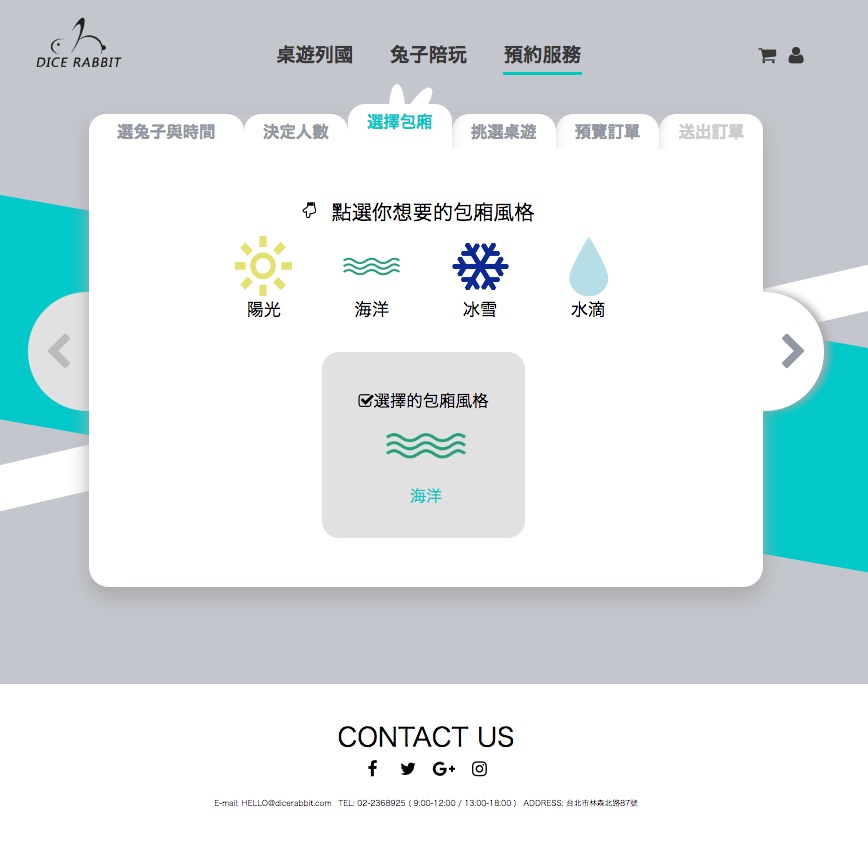 DICE RABBIT
桌遊列國 兔子陪玩 預約服務
選兔子與時間 決定人數 選擇包廂 挑選桌遊 預覽訂單 送出訂單
點選你想要的包廂風格
陽光 海洋 冰雪 水滴
選擇的包廂風格
海洋
CONTACT US
E-mail: HELLO@dicerabbit.com TEL: 02-2368925 ( 9:00-12:00 / 13:00-18:00 ) ADDRESS: 台北市林森北路87號